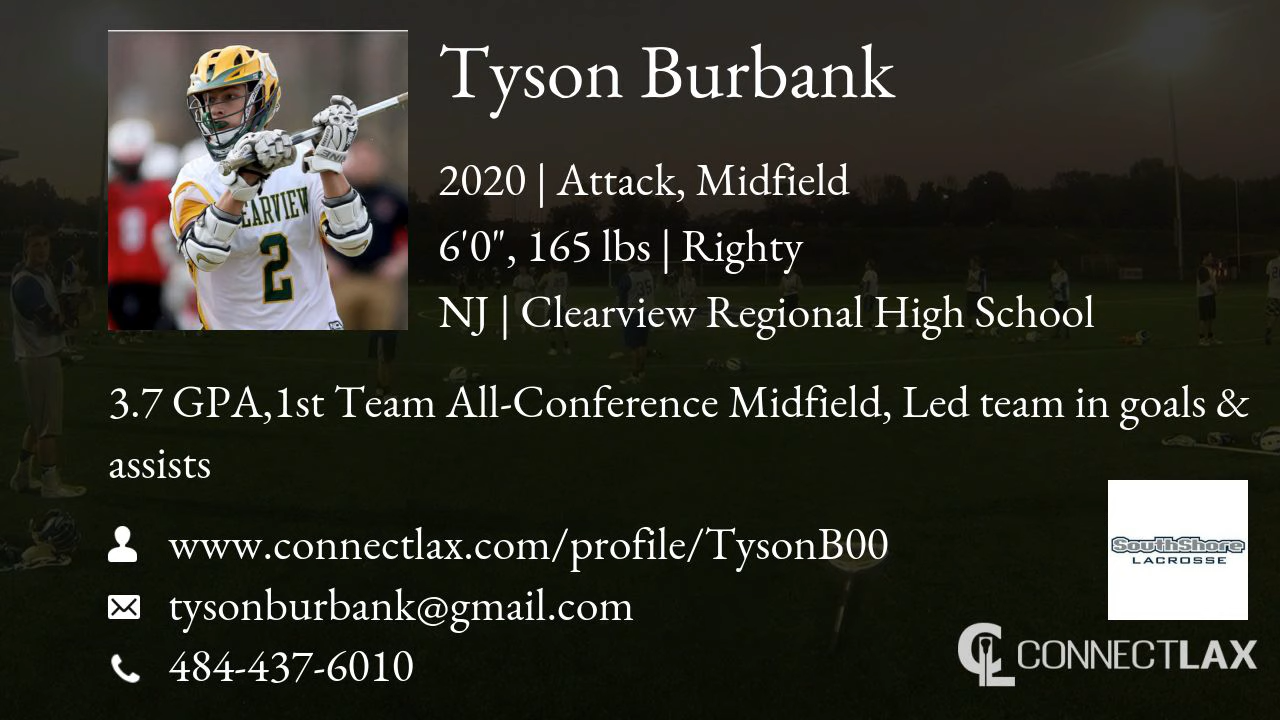 Tyson Burbank
2020 | Attack, Midfield
6'0", 165 lbs | Righty
NJ | Clearview Regional High School
EARVIEW
2
3.7 GPA,1st Team All-Conference Midfield, Led team in goals &
assists
www.connectlax.com/profile/TysonB00
tysonburbank@gmail.com
484-437-6010
SouthShore
LACROSSE
CONNECTLAX